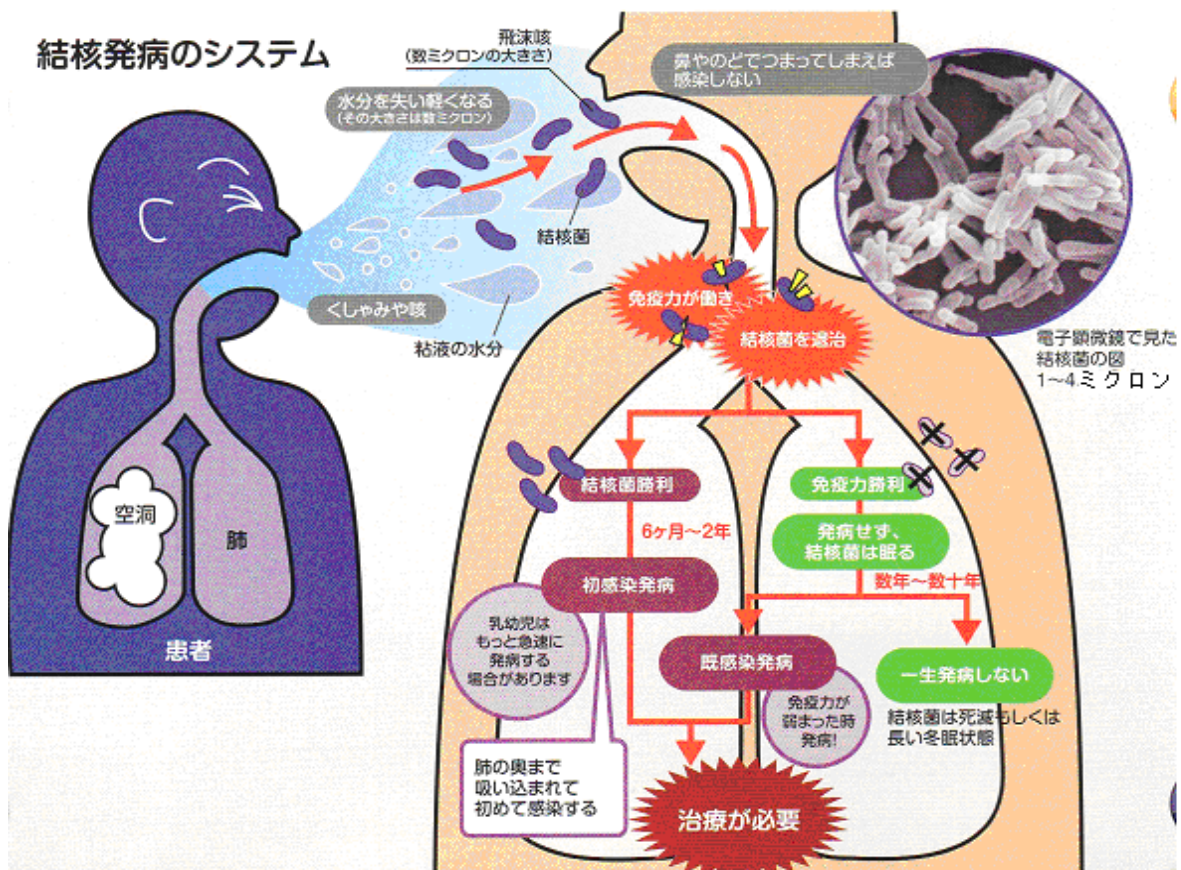 結核発病のシステム
飛沫咳
(数ミクロンの大きさ)
鼻やのどでつまってしまえば
感染しない
水分を失い軽くなる
(その大きさは数ミクロン)
結核菌
くしゃみや咳
粘液の水分
免疫力が働き
結核菌を退治
電子顕微鏡で見た
結核菌の図
1〜4ミクロン
結核菌勝利
免疫力勝利
6ヶ月〜2年
発病せず、
結核菌は眠る
空洞
肺
初感染発病
数年〜数十年
乳幼児は
もっと急速に
発病する
場合があります
患者
既感染発病
一生発病しない
免疫力が
弱まった時
発病!
結核菌は死滅もしくは
長い冬眠状態
肺の奥まで
吸い込まれて
初めて感染する
治療が必要